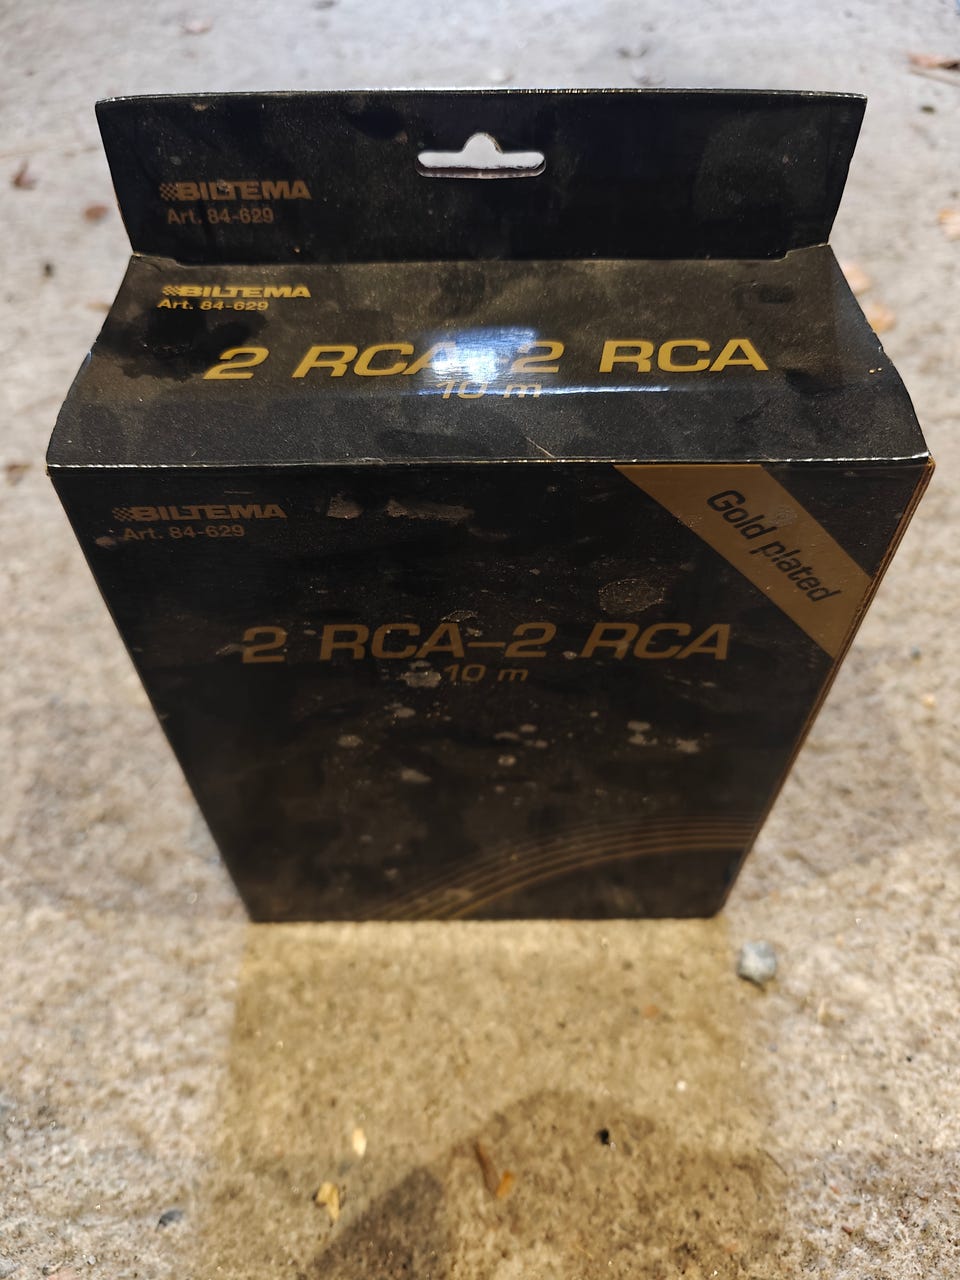 BILTEMA
Art. 84-629
BILTEMA
Art. 84-629
2 RCA–2 RCA
10 m
BILTEMA
Art. 84-629
Gold plated
2 RCA–2 RCA
10 m